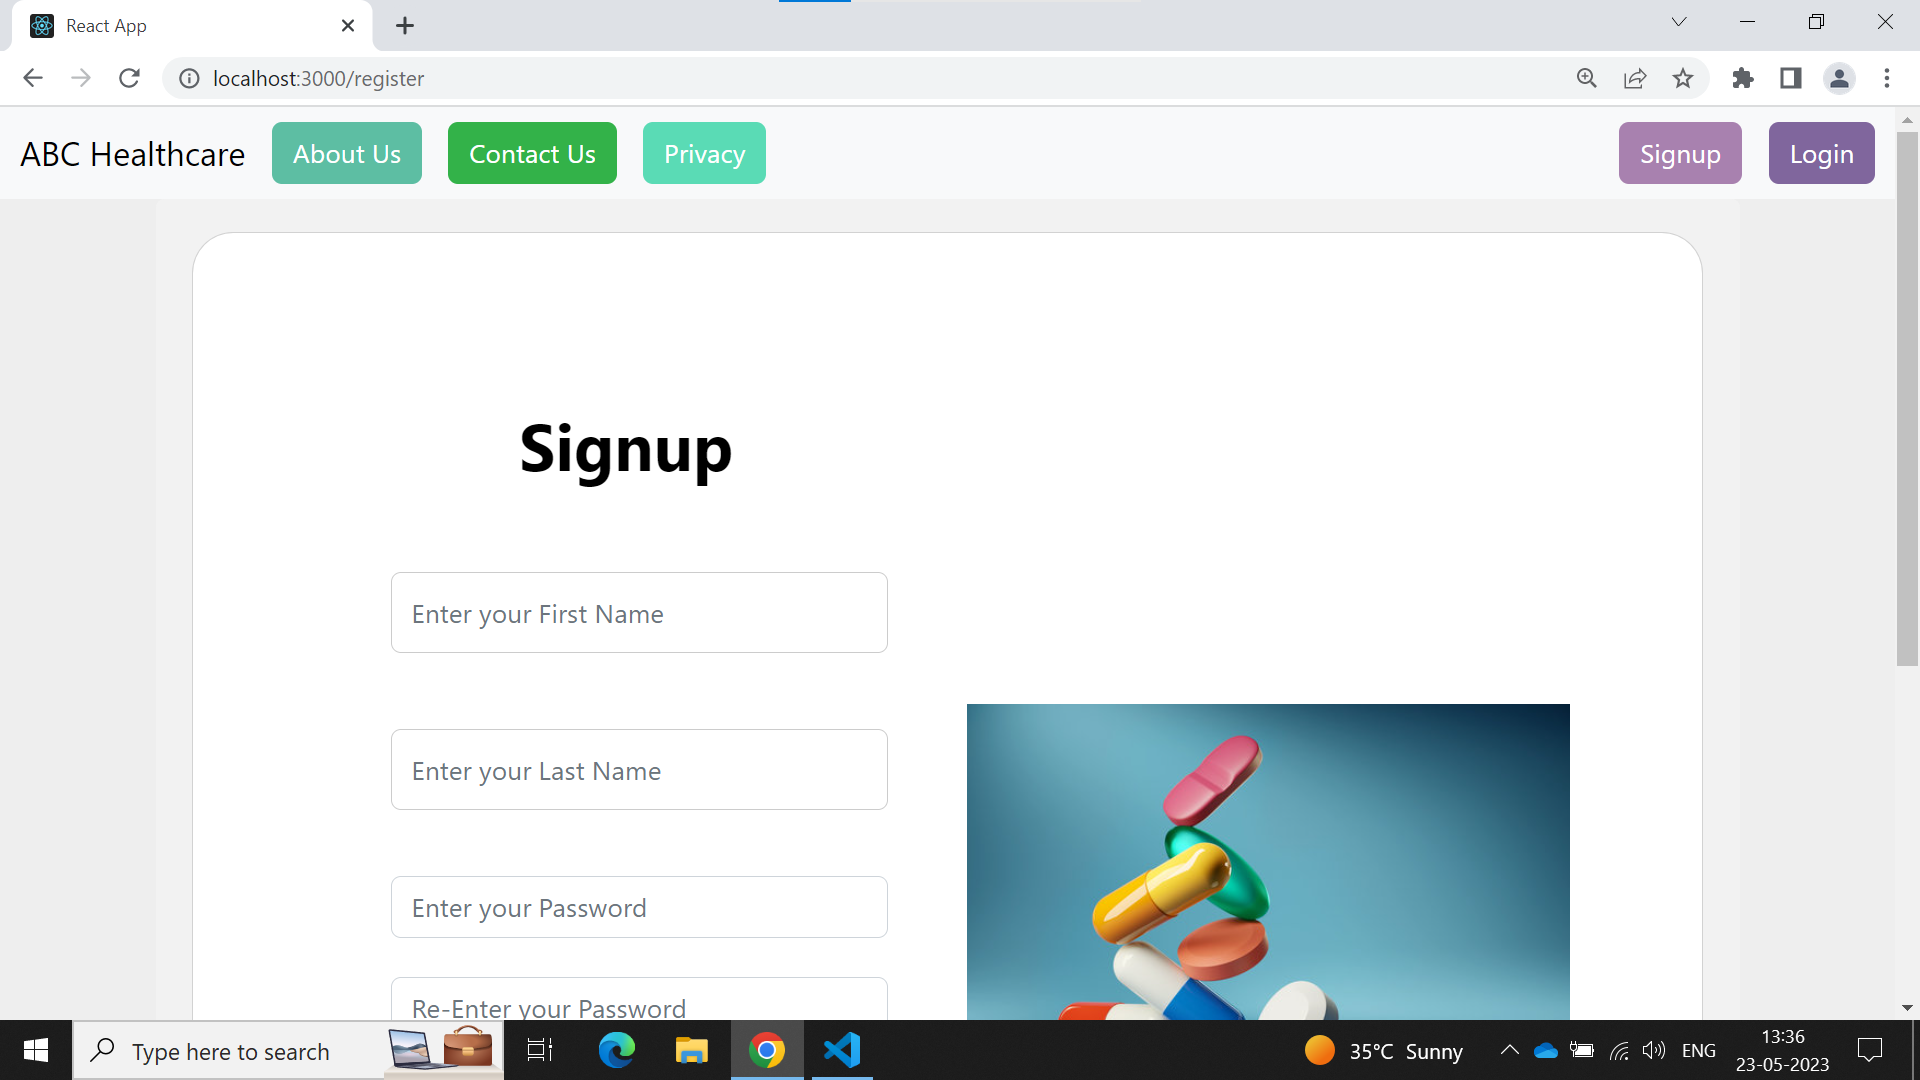 React App
localhost:3000/register
ABC Healthcare
About Us
Contact Us
Privacy
Signup
Login
Signup
Enter your First Name
Enter your Last Name
Enter your Password
Re-Enter your Password
Type here to search
35°C Sunny
ENG
13:36
23-05-2023